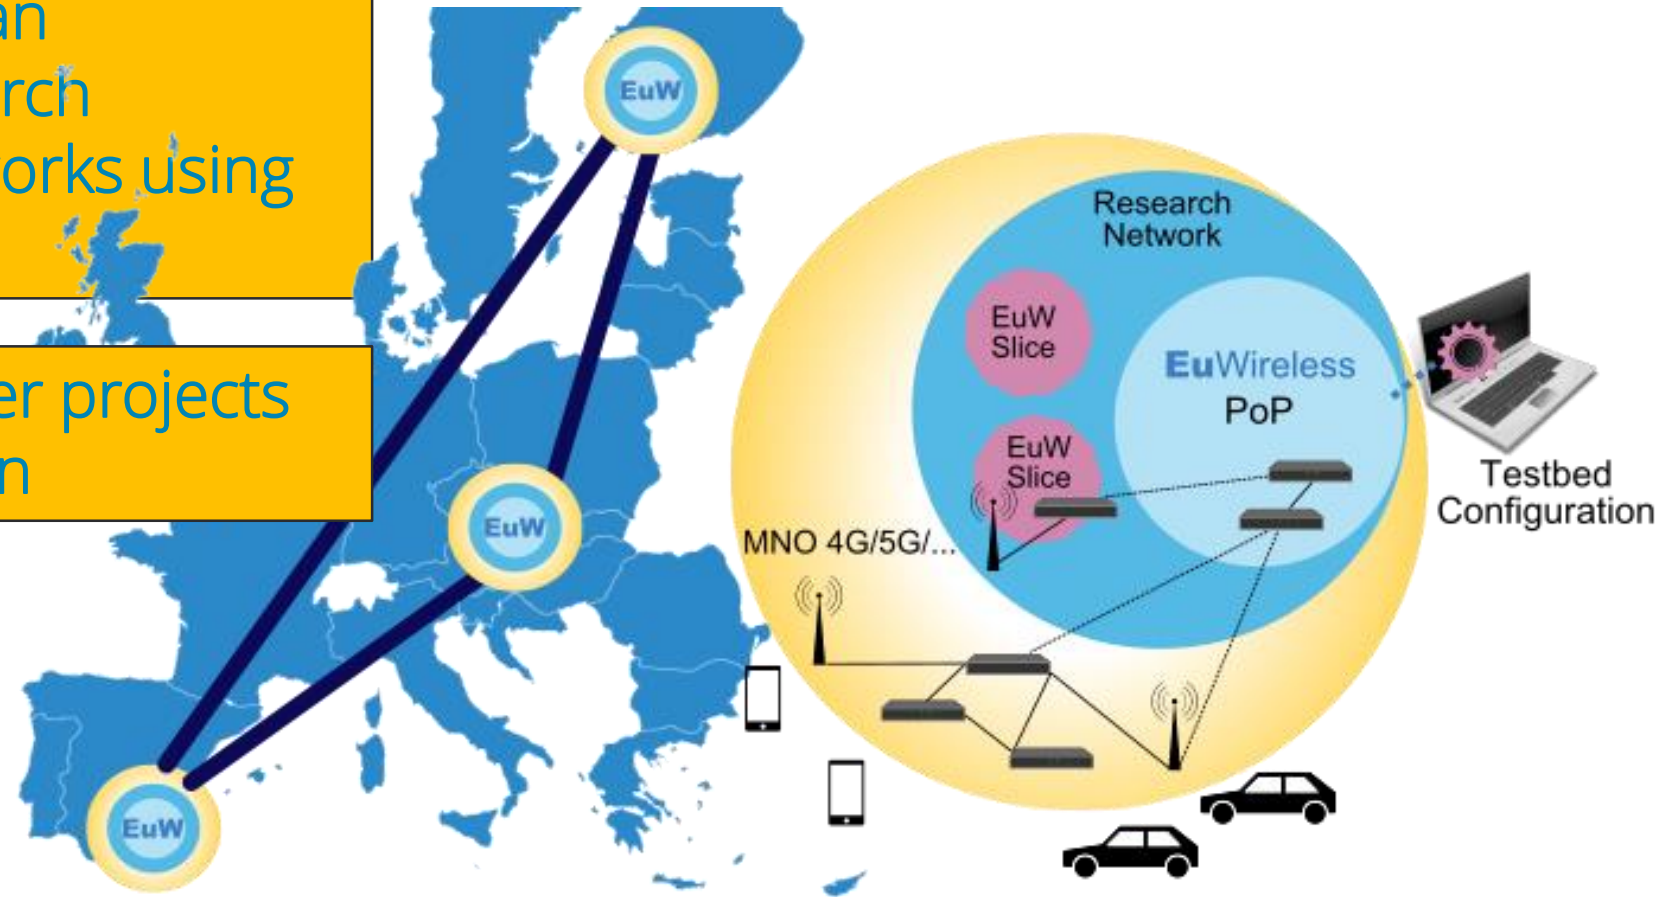 an
rch
orks using
er projects
n
EuW
EuW
EuW
Research
Network
EuW
Slice
EuW
Slice
EuWireless
PoP
MNO 4G/5G/...
Testbed
Configuration